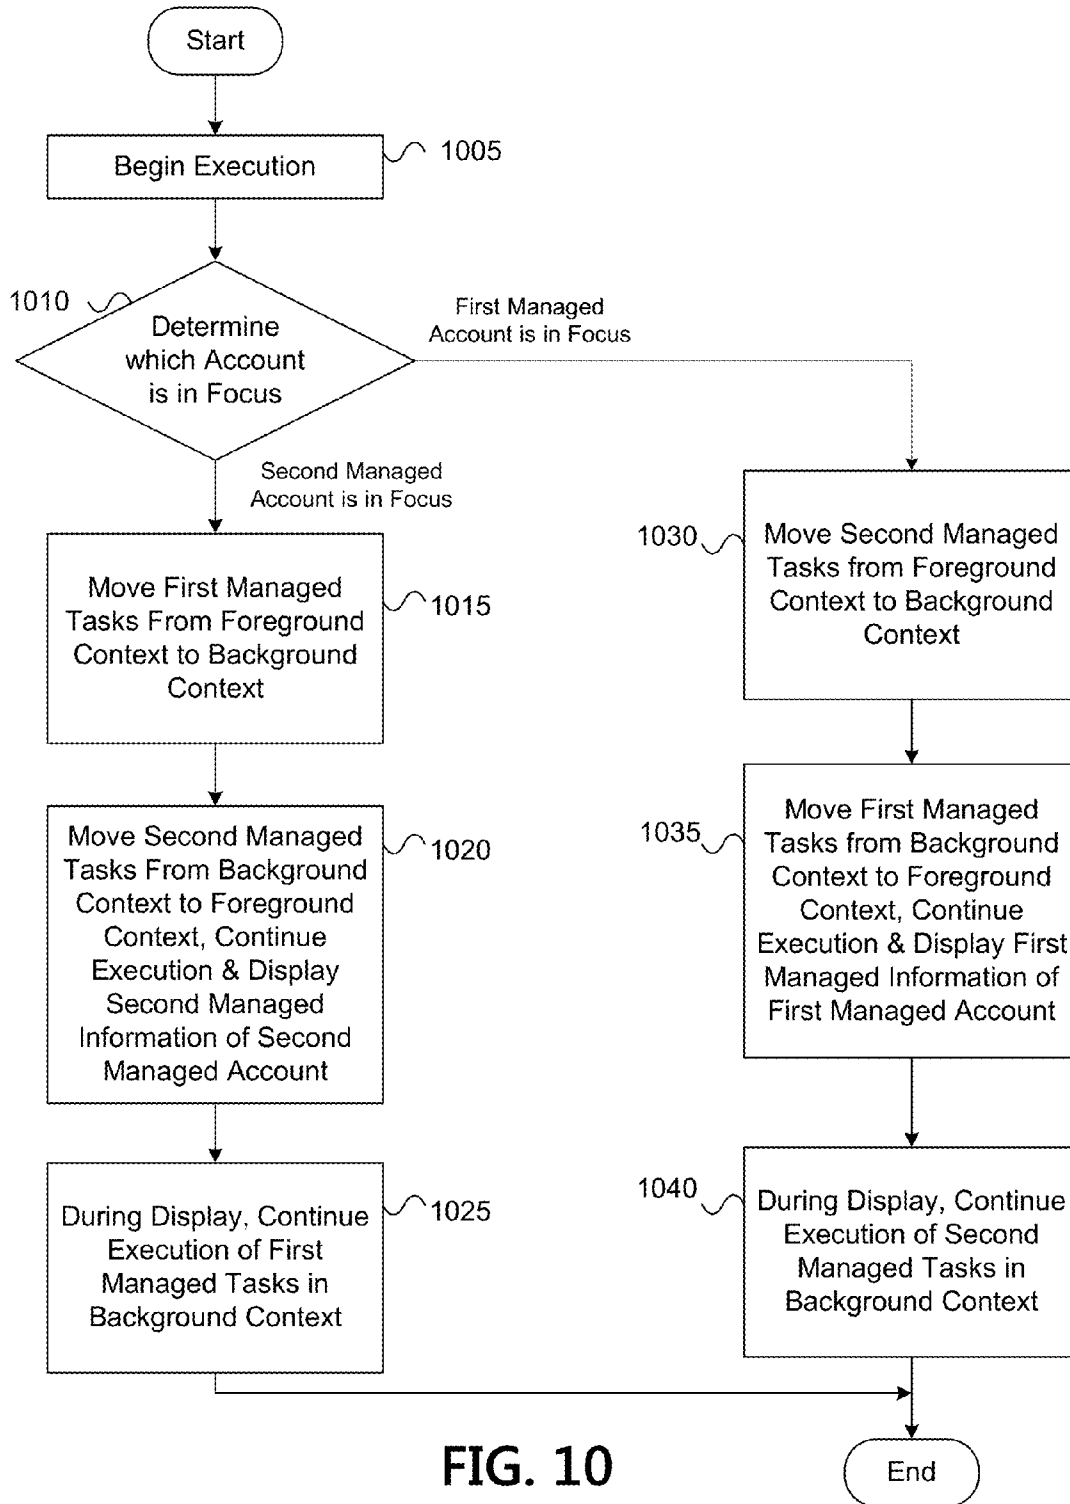 Start
Begin Execution
1005
1010
Determine
which Account
is in Focus
First Managed
Account is in Focus
Second Managed
Account is in Focus
Move First Managed
Tasks From Foreground
Context to Background
Context
1015
Move Second Managed
Tasks From Background
Context to Foreground
Context, Continue
Execution & Display
Second Managed
Information of Second
Managed Account
1020
During Display, Continue
Execution of First
Managed Tasks in
Background Context
1025
1030
Move Second Managed
Tasks from Foreground
Context to Background
Context
1035
Move First Managed
Tasks from Background
Context to Foreground
Context, Continue
Execution & Display First
Managed Information of
First Managed Account
1040
During Display, Continue
Execution of Second
Managed Tasks in
Background Context
End
FIG. 10